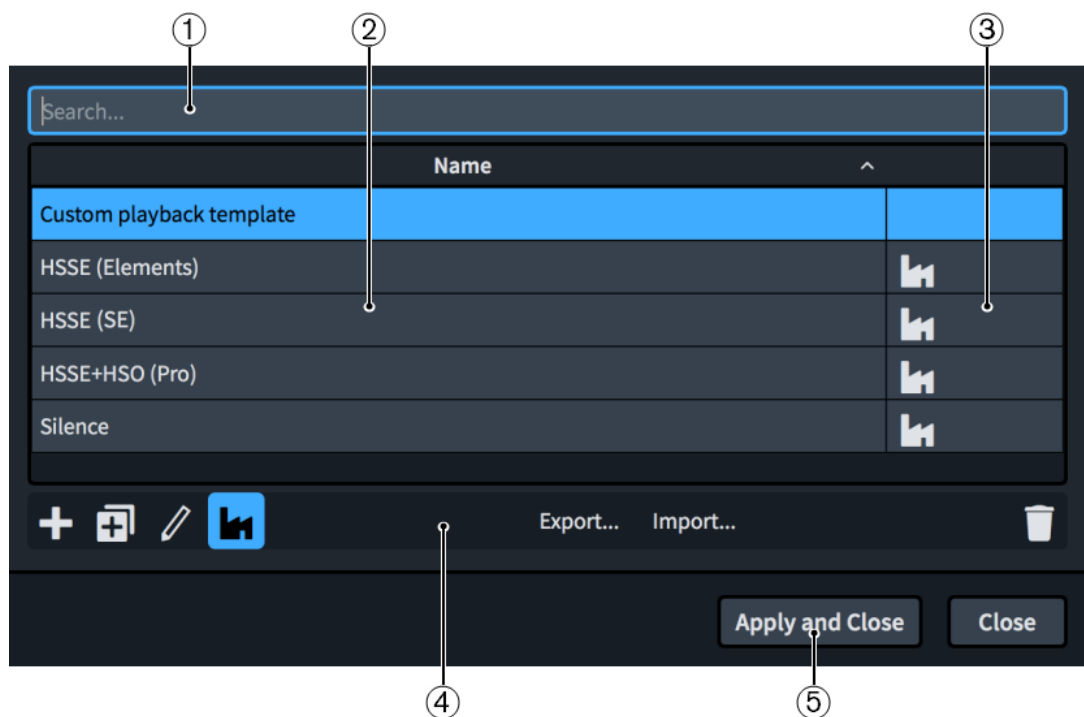 ① ② ③
Search...
Name
Custom playback template
HSSE (Elements)
HSSE (SE)
HSSE+HSO (Pro)
Silence
Export... Import...
Apply and Close Close
④ ⑤